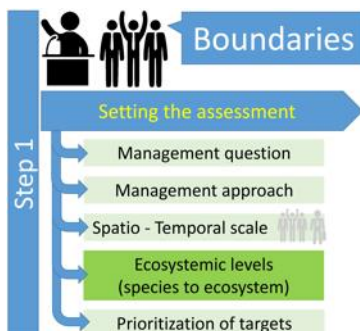 Boundaries
Setting the assessment
Step 1
Management question
Management approach
Spatio - Temporal scale
Ecosystemic levels
(species to ecosystem)
Prioritization of targets